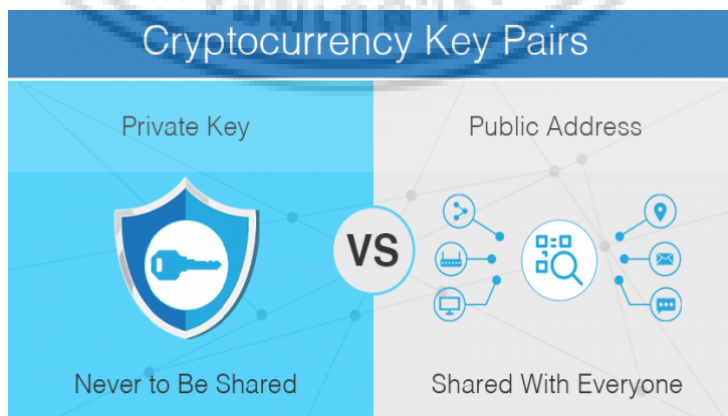 Cryptocurrency Key Pairs
Private Key
Public Address
VS
Never to Be Shared
Shared With Everyone